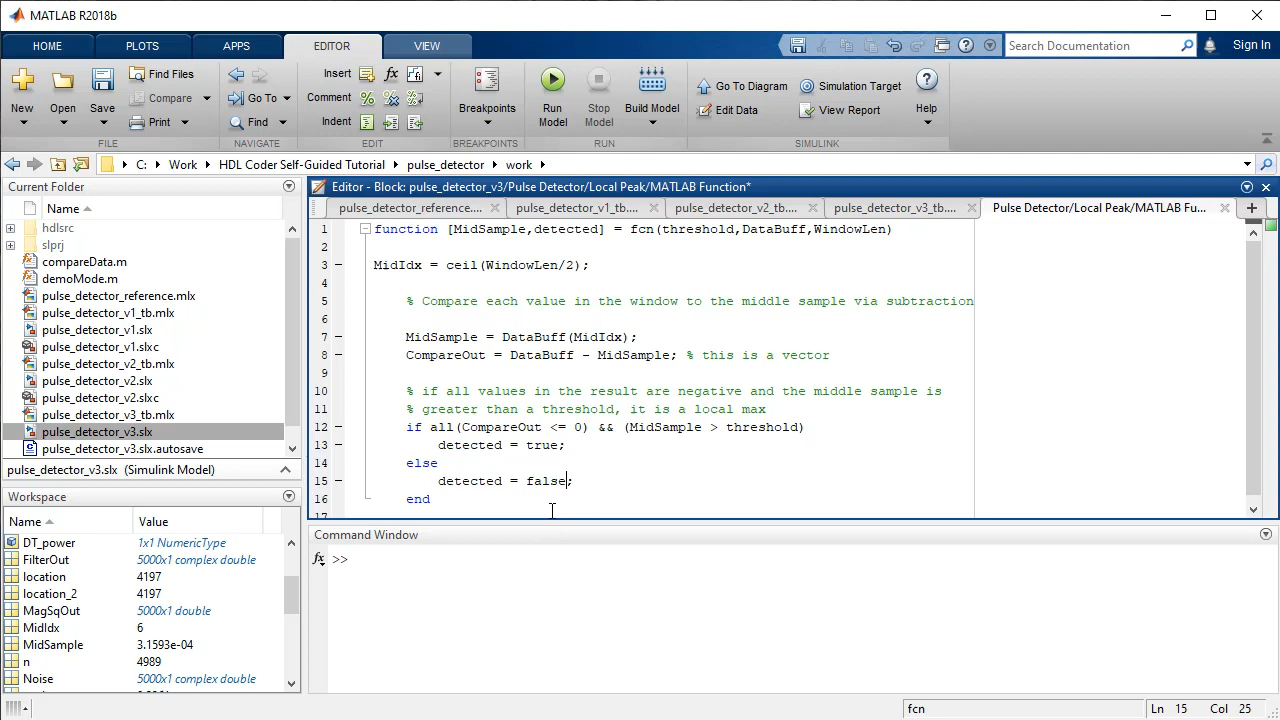 MATLAB R2018b
HOME PLOTS APPS EDITOR VIEW
Search Documentation
Sign In
New
Open
Save
Find Files
Compare
Print
Go To
Find
Insert
Comment
Indent
Breakpoints
Run Model
Stop Model
Build Model
Go To Diagram
Edit Data
Simulation Target
View Report
Help
FILE NAVIGATE EDIT BREAKPOINTS RUN SIMULINK
C: Work HDL Coder Self-Guided Tutorial pulse_detector work
Current Folder
Name
hdlsrc
slprj
compareData.m
demoMode.m
pulse_detector_reference.mlx
pulse_detector_v1_tb.mlx
pulse_detector_v1.slx
pulse_detector_v1.slxc
pulse_detector_v2_tb.mlx
pulse_detector_v2.slx
pulse_detector_v2.slxc
pulse_detector_v3_tb.mlx
pulse_detector_v3.slx
pulse_detector_v3.slx.autosave
pulse_detector_v3.slx (Simulink Model)
Workspace
Name Value
DT_power 1x1 NumericType
FilterOut 5000x1 complex double
location 4197
location_2 4197
MagSqOut 5000x1 double
MidIdx 6
MidSample 3.1593e-04
n 4989
Noise 5000x1 complex double
Editor - Block: pulse_detector_v3/Pulse Detector/Local Peak/MATLAB Function*
pulse_detector_reference.... pulse_detector_v1_tb.... pulse_detector_v2_tb.... pulse_detector_v3_tb.... Pulse Detector/Local Peak/MATLAB Fu...
1 function [MidSample,detected] = fcn(threshold,DataBuff,WindowLen)
2
3 MidIdx = ceil(WindowLen/2);
4
5 % Compare each value in the window to the middle sample via subtraction
6
7 MidSample = DataBuff(MidIdx);
8 CompareOut = DataBuff - MidSample; % this is a vector
9
10 % if all values in the result are negative and the middle sample is
11 % greater than a threshold, it is a local max
12 if all(CompareOut <= 0) && (MidSample > threshold)
13 detected = true;
14 else
15 detected = false;
16 end
17
Command Window
fx >>
fcn
Ln 15 Col 25